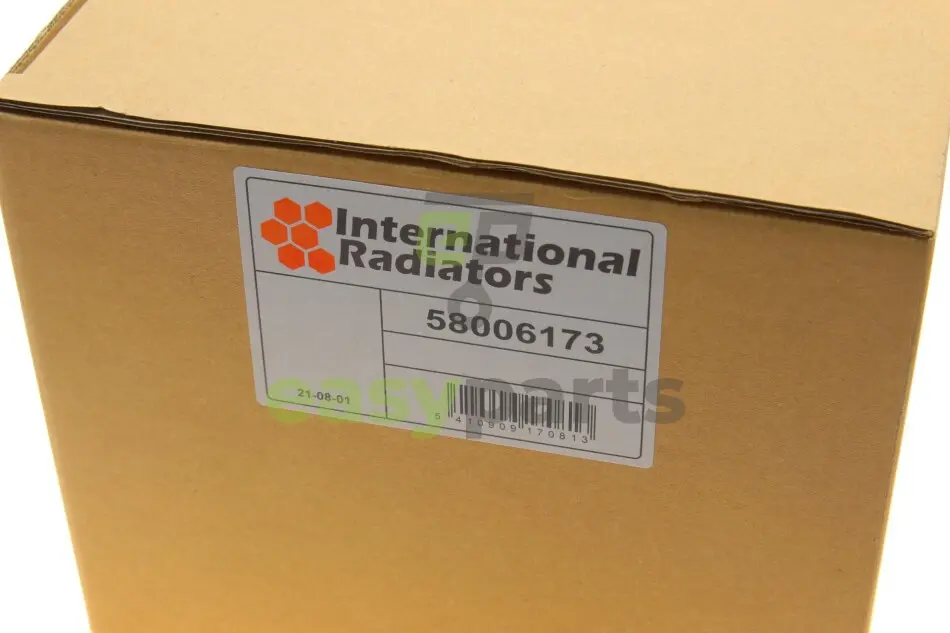 International
Radiators
58006173
21-08-01
5 410909 170813
easyparts